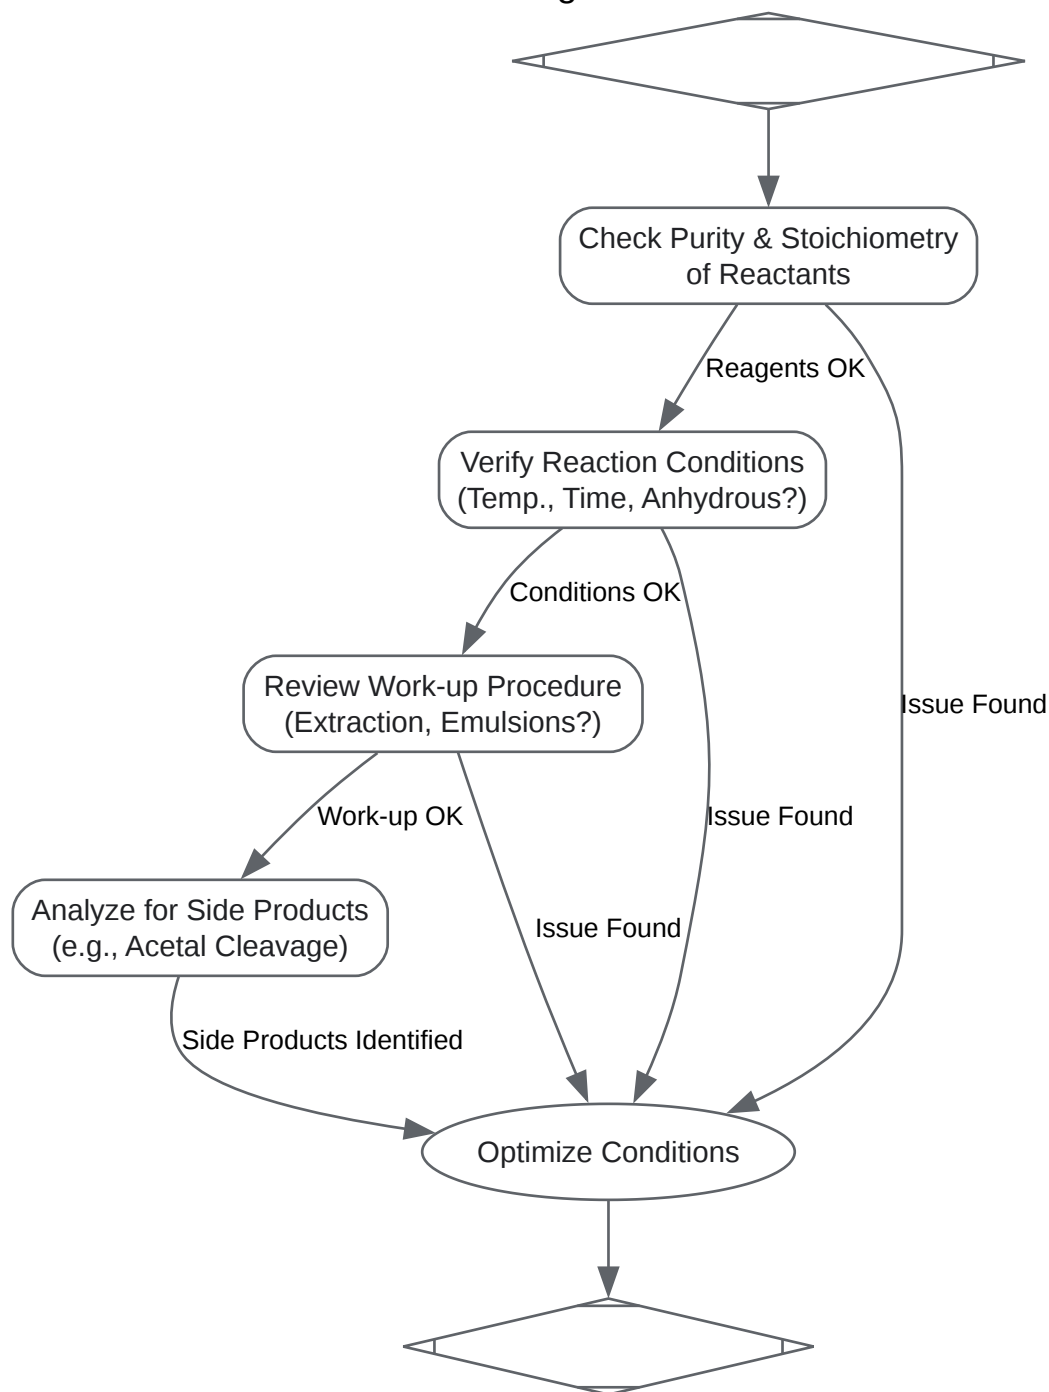 Check Purity & Stoichiometry
of Reactants
Reagents OK
Verify Reaction Conditions
(Temp., Time, Anhydrous?)
Conditions OK
Review Work-up Procedure
(Extraction, Emulsions?)
Issue Found
Work-up OK
Issue Found
Analyze for Side Products
(e.g., Acetal Cleavage)
Issue Found
Side Products Identified
Optimize Conditions